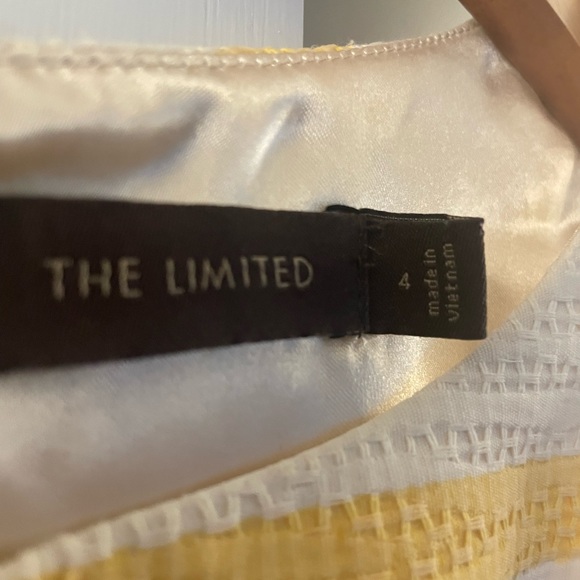 THE LIMITED
4
made in
Vietnam